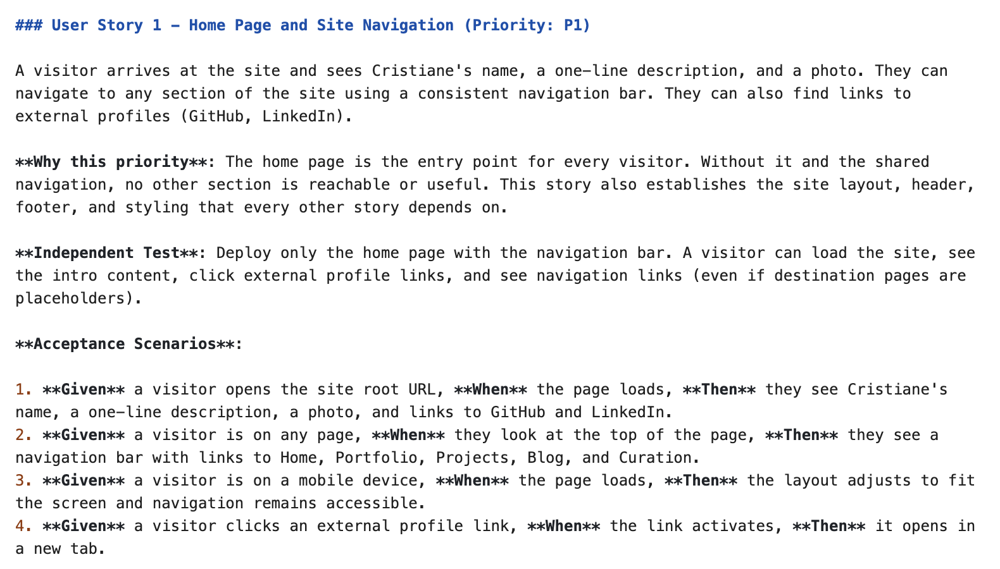 ### User Story 1 - Home Page and Site Navigation (Priority: P1)
A visitor arrives at the site and sees Cristiane's name, a one-line description, and a photo. They can
navigate to any section of the site using a consistent navigation bar. They can also find links to
external profiles (GitHub, LinkedIn).
**Why this priority**: The home page is the entry point for every visitor. Without it and the shared
navigation, no other section is reachable or useful. This story also establishes the site layout, header,
footer, and styling that every other story depends on.
**Independent Test**: Deploy only the home page with the navigation bar. A visitor can load the site, see
the intro content, click external profile links, and see navigation links (even if destination pages are
placeholders).
**Acceptance Scenarios**:
1. **Given** a visitor opens the site root URL, **When** the page loads, **Then** they see Cristiane's
name, a one-line description, a photo, and links to GitHub and LinkedIn.
2. **Given** a visitor is on any page, **When** they look at the top of the page, **Then** they see a
navigation bar with links to Home, Portfolio, Projects, Blog, and Curation.
3. **Given** a visitor is on a mobile device, **When** the page loads, **Then** the layout adjusts to fit
the screen and navigation remains accessible.
4. **Given** a visitor clicks an external profile link, **When** the link activates, **Then** it opens in
a new tab.